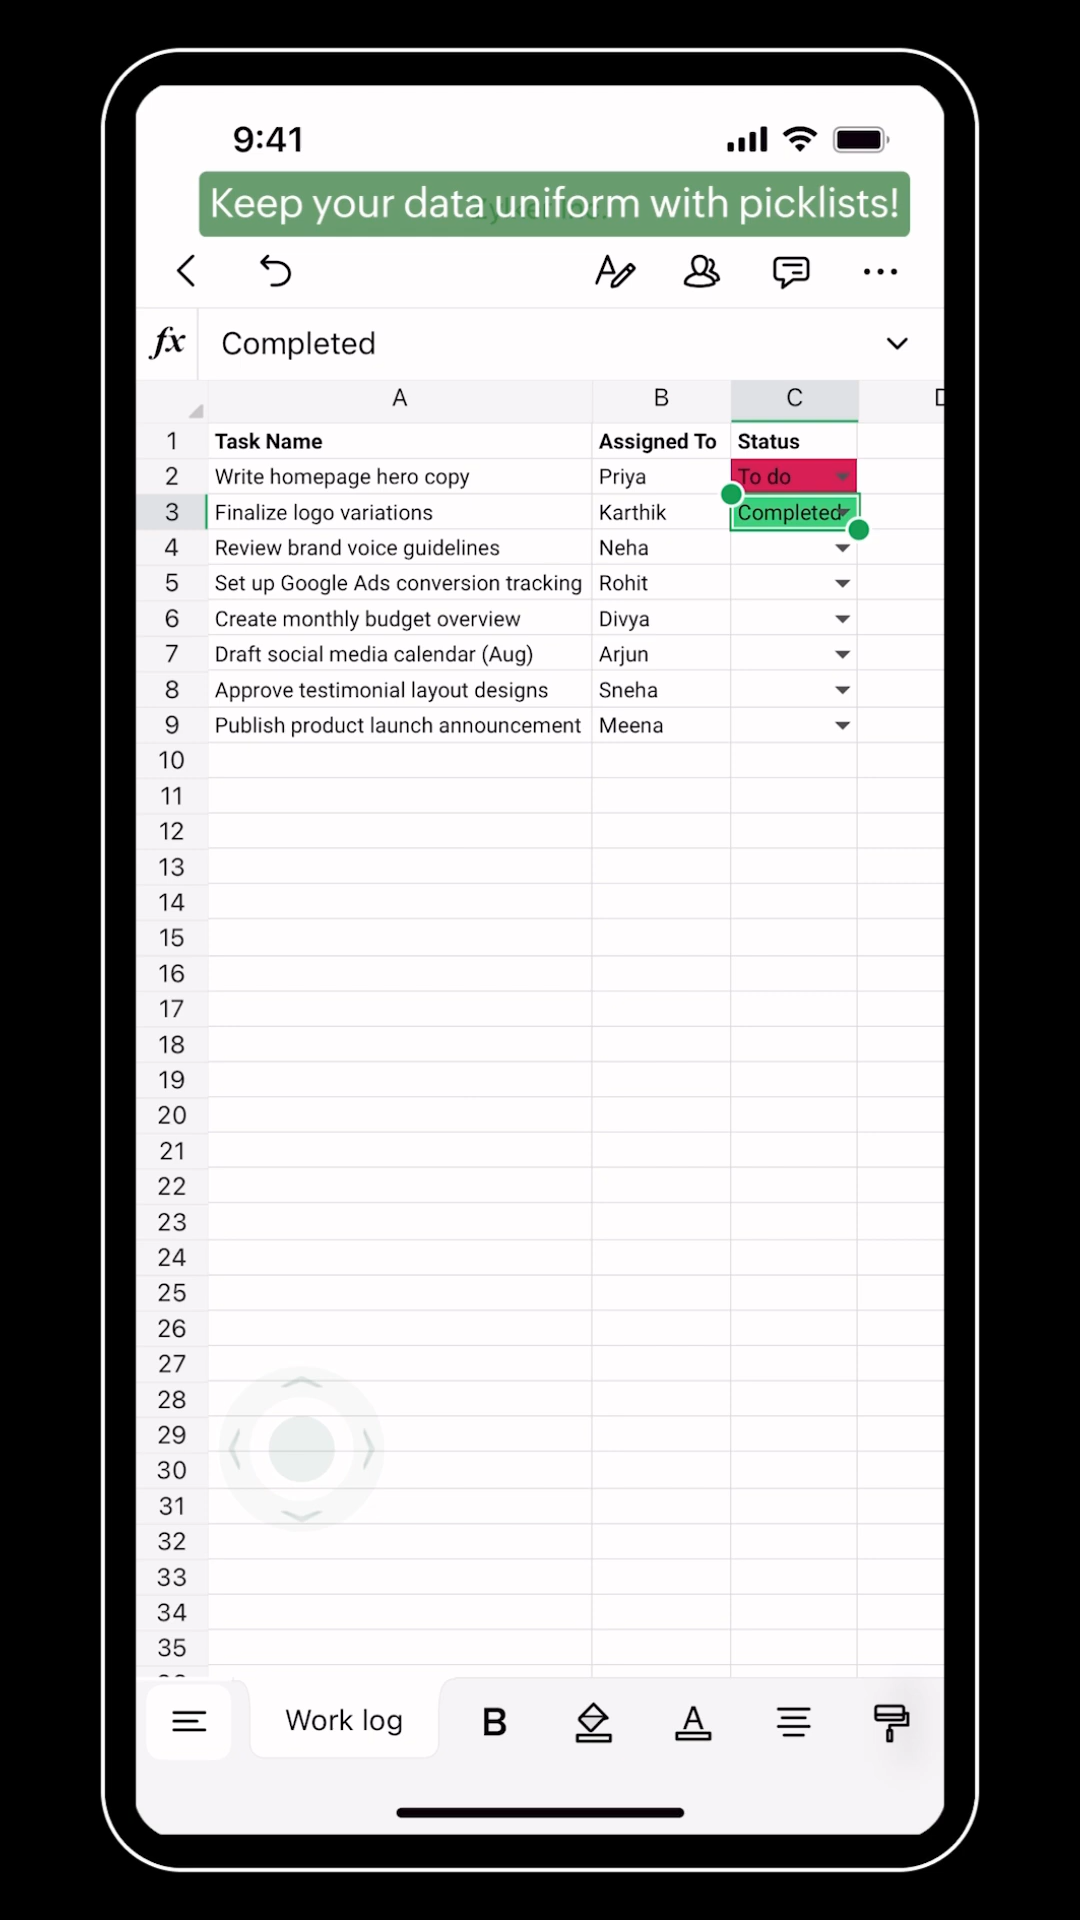 9:41
Keep your data uniform with picklists!
fx Completed
A B C
1 Task Name Assigned To Status
2 Write homepage hero copy Priya To do
3 Finalize logo variations Karthik Completed
4 Review brand voice guidelines Neha
5 Set up Google Ads conversion tracking Rohit
6 Create monthly budget overview Divya
7 Draft social media calendar (Aug) Arjun
8 Approve testimonial layout designs Sneha
9 Publish product launch announcement Meena
10
11
12
13
14
15
16
17
18
19
20
21
22
23
24
25
26
27
28
29
30
31
32
33
34
35
Work log B A